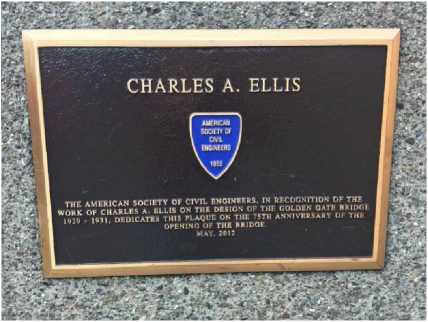 CHARLES A. ELLIS
AMERICAN
SOCIETY OF
CIVIL
ENGINEERS
1852
THE AMERICAN SOCIETY OF CIVIL ENGINEERS, IN RECOGNITION OF THE
WORK OF CHARLES A. ELLIS ON THE DESIGN OF THE GOLDEN GATE BRIDGE
1929 - 1931, DEDICATES THIS PLAQUE ON THE 75TH ANNIVERSARY OF THE
OPENING OF THE BRIDGE.
MAY, 2012